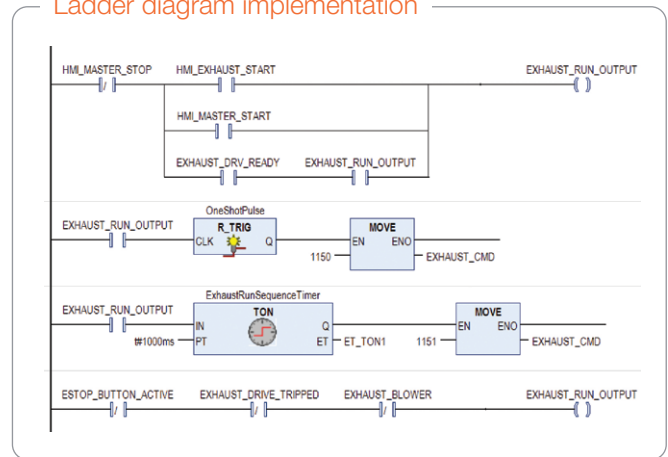 Ladder diagram implementation
HMI_MASTER_STOP HMI_EXHAUST_START EXHAUST_RUN_OUTPUT
HMI_MASTER_START
EXHAUST_DRV_READY EXHAUST_RUN_OUTPUT
OneShotPulse
EXHAUST_RUN_OUTPUT R_TRIG MOVE
CLK Q EN ENO
1150 EXHAUST_CMD
ExhaustRunSequenceTimer
EXHAUST_RUN_OUTPUT TON MOVE
IN Q EN ENO
t#1000ms PT ET ET_TON1 1151 EXHAUST_CMD
ESTOP_BUTTON_ACTIVE EXHAUST_DRIVE_TRIPPED EXHAUST_BLOWER EXHAUST_RUN_OUTPUT